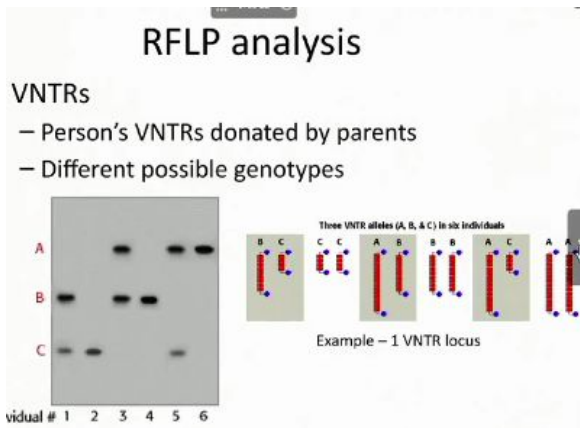 RFLP analysis
VNTRs
– Person's VNTRs donated by parents
– Different possible genotypes
Three VNTR alleles (A, B, & C) in six individuals
B C C C A B B B A C A A
A
B
C
Example – 1 VNTR locus
vidual # 1 2 3 4 5 6